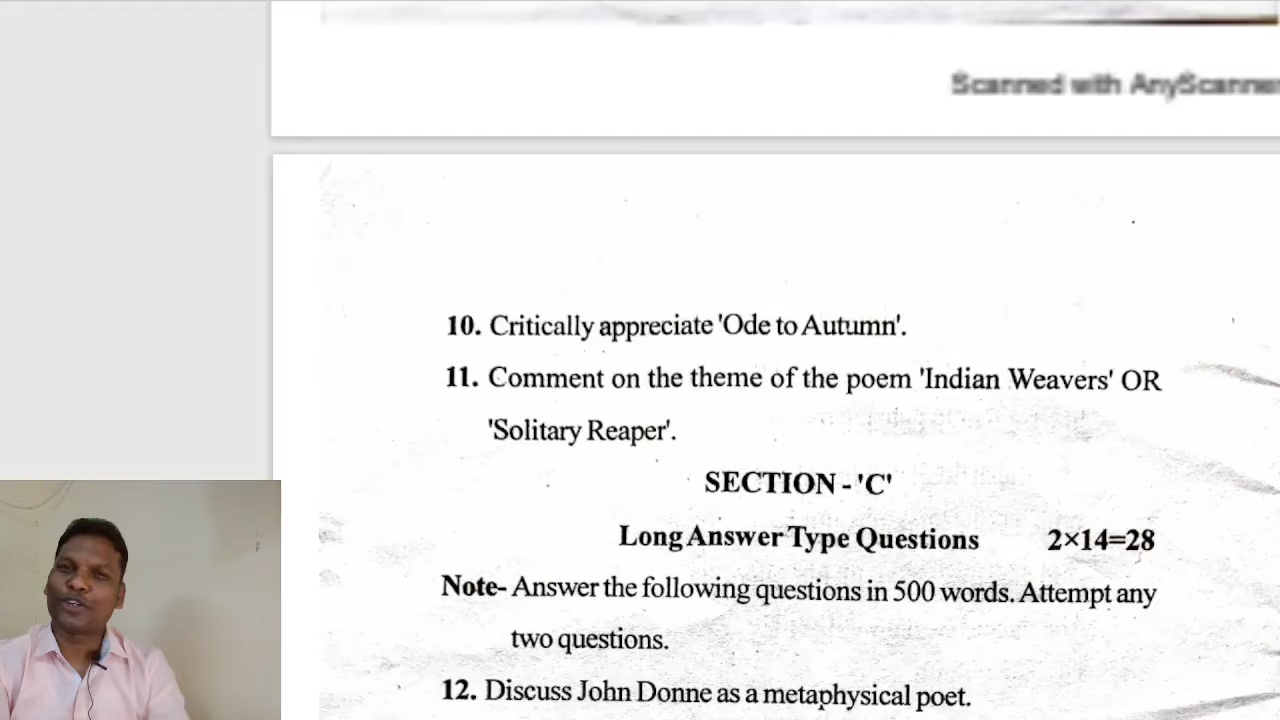 Scanned with AnyScanner
10. Critically appreciate 'Ode to Autumn'.
11. Comment on the theme of the poem 'Indian Weavers' OR
'Solitary Reaper'.
SECTION - 'C'
Long Answer Type Questions 2×14=28
Note- Answer the following questions in 500 words. Attempt any
two questions.
12. Discuss John Donne as a metaphysical poet.